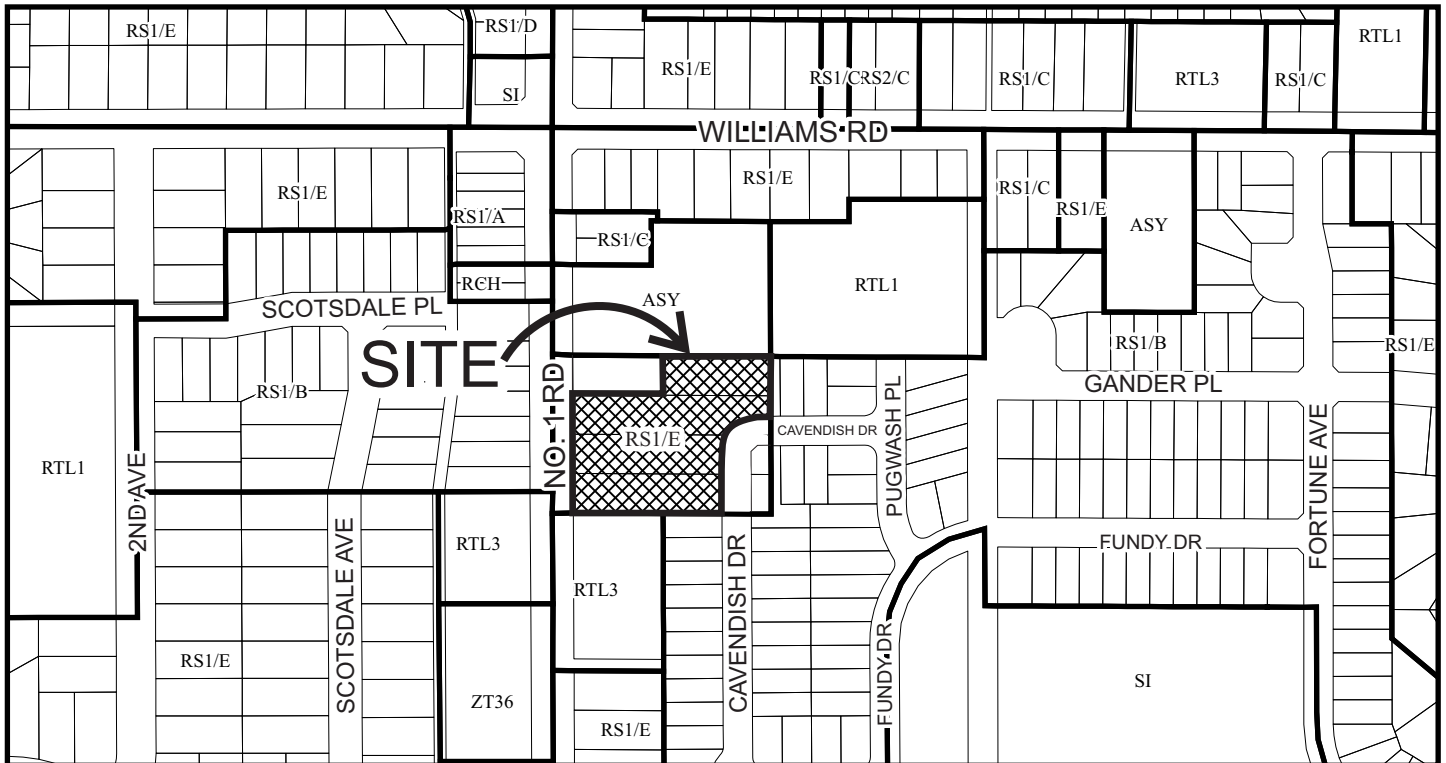 RS1/E
RS1/D
SI
RS1/E
RS1/C
RS2/C
RS1/C
RTL3
RS1/C
RTL1
WILLIAMS RD
RS1/E
RS1/A
RS1/E
RS1/C
RS1/E
ASY
RS1/C
RCH
SCOTSDALE PL
ASY
RTL1
SITE
RS1/B
RS1/E
GANDER PL
RS1/B
NO. 1 RD
RS1/E
CAVENDISH DR
PUGWASH PL
FORTUNE AVE
RTL1
2ND AVE
SCOTSDALE AVE
RTL3
RTL3
CAVENDISH DR
FUNDY DR
FUNDY DR
RS1/E
ZT36
RS1/E
SI